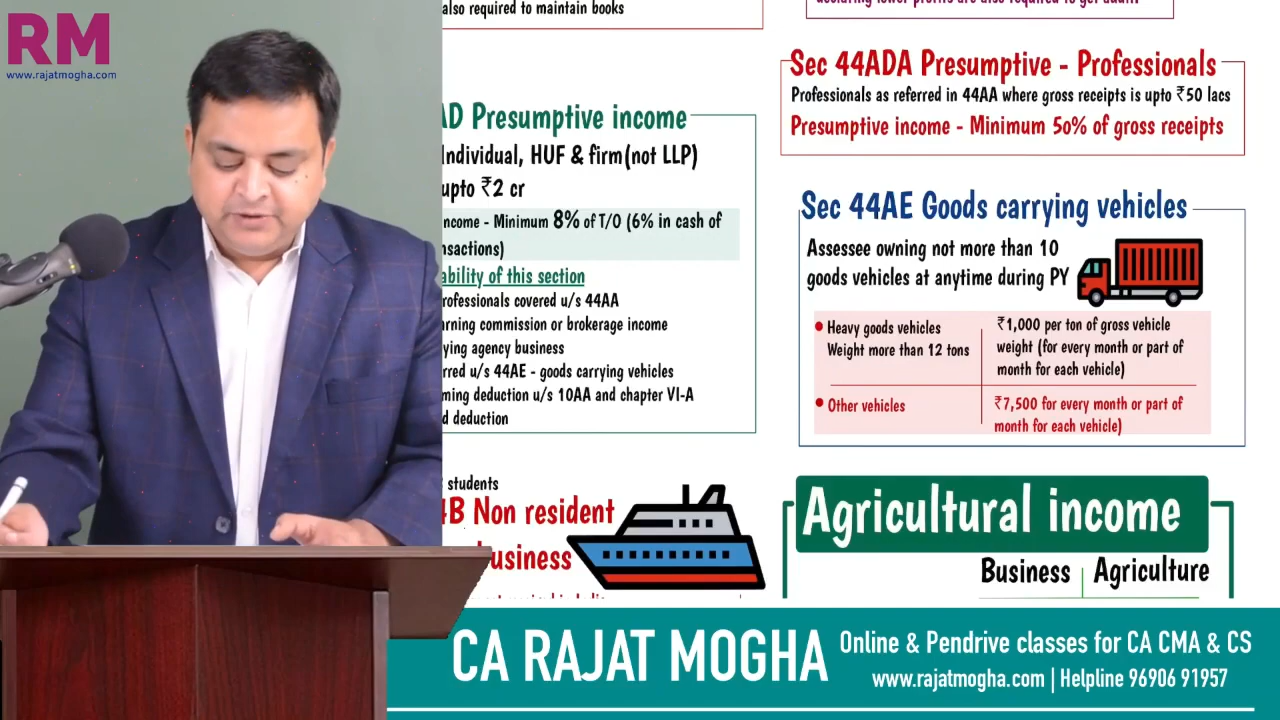 RM
www.rajatmogha.com
also required to maintain books
AD Presumptive income
Individual, HUF & firm(not LLP)
upto ₹2 cr
ncome - Minimum 8% of T/O (6% in cash of
nsactions)
ability of this section
rofessionals covered u/s 44AA
arning commission or brokerage income
ying agency business
rred u/s 44AE - goods carrying vehicles
ming deduction u/s 10AA and chapter VI-A
d deduction
students
4B Non resident
business
Sec 44ADA Presumptive - Professionals
Professionals as referred in 44AA where gross receipts is upto ₹50 lacs
Presumptive income - Minimum 50% of gross receipts
Sec 44AE Goods carrying vehicles
Assessee owning not more than 10
goods vehicles at anytime during PY
Heavy goods vehicles
Weight more than 12 tons
₹1,000 per ton of gross vehicle
weight (for every month or part of
month for each vehicle)
Other vehicles
₹7,500 for every month or part of
month for each vehicle)
Agricultural income
Business Agriculture
CA RAJAT MOGHA
Online & Pendrive classes for CA CMA & CS
www.rajatmogha.com | Helpline 96906 91957